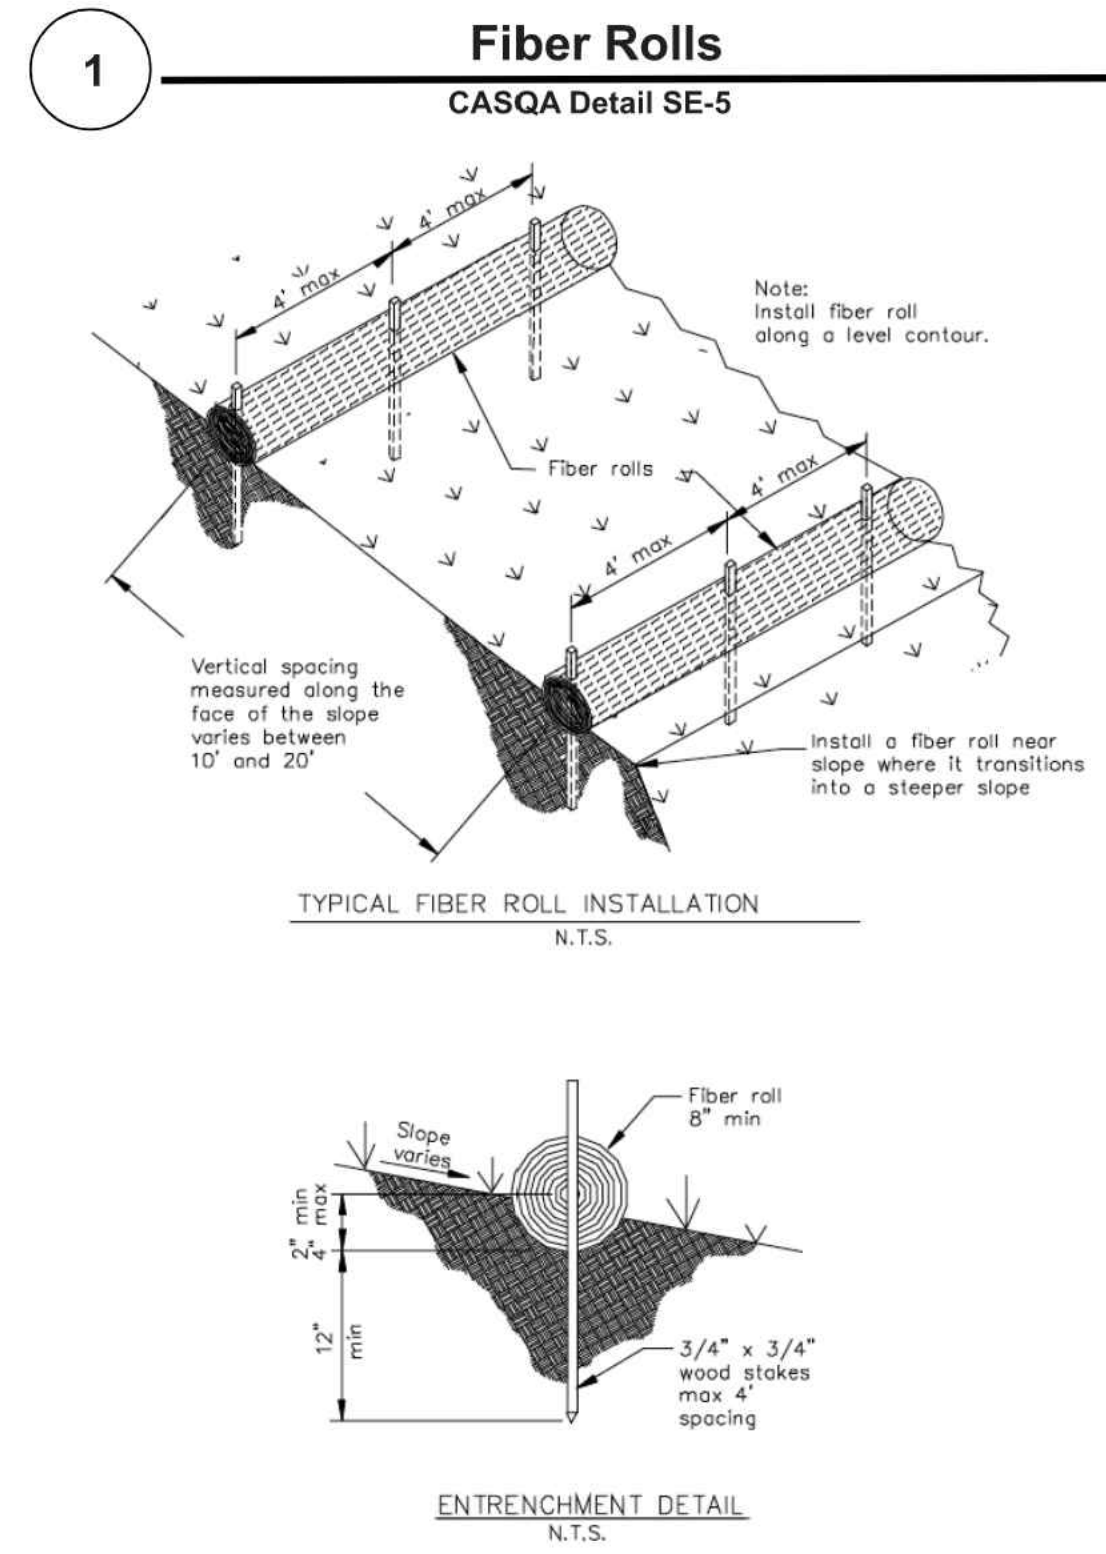 1
Fiber Rolls
CASQA Detail SE-5
4' max
4' max
Note:
Install fiber roll
along a level contour.
Fiber rolls
4' max
4' max
Vertical spacing
measured along the
face of the slope
varies between
10' and 20'
Install a fiber roll near
slope where it transitions
into a steeper slope
TYPICAL FIBER ROLL INSTALLATION
N.T.S.
Fiber roll
8" min
Slope
varies
2" min
4" max
12"
min
3/4" x 3/4"
wood stakes
max 4'
spacing
ENTRENCHMENT DETAIL
N.T.S.